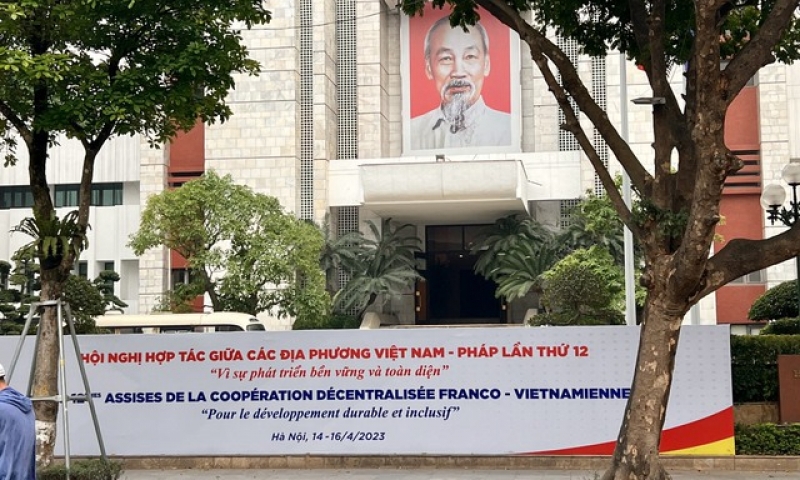 HỘI NGHỊ HỢP TÁC GIỮA CÁC ĐỊA PHƯƠNG VIỆT NAM - PHÁP LẦN THỨ 12
“Vì sự phát triển bền vững và toàn diện”
ASSISES DE LA COOPÉRATION DÉCENTRALISÉE FRANCO - VIETNAMIENNE
“Pour le développement durable et inclusif”
Hà Nội, 14-16/4/2023